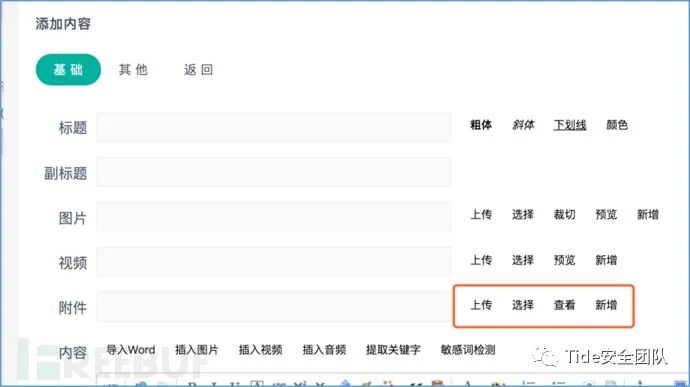 添加内容
基础 其他 返回
标题 粗体 斜体 下划线 颜色
副标题
图片 上传 选择 裁切 预览 新增
视频 上传 选择 预览 新增
附件 上传 选择 查看 新增
内容 导入Word 插入图片 插入视频 插入音频 提取关键字 敏感词检测
FREEBUF
Tide安全团队